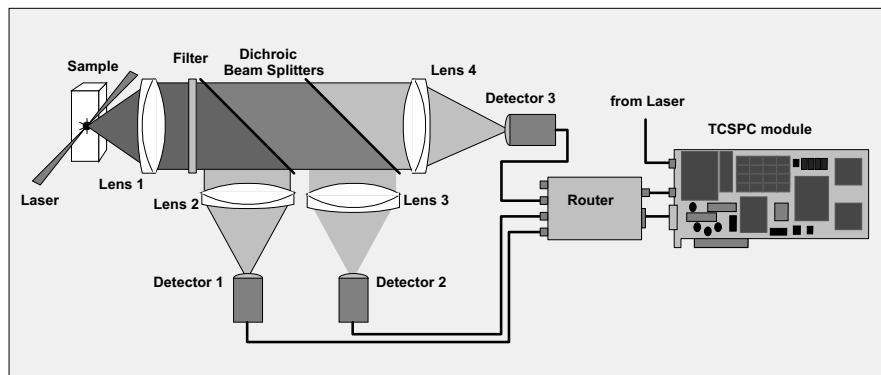 Sample
Filter
Dichroic
Beam Splitters
Lens 4
Detector 3
from Laser
TCSPC module
Laser
Lens 1
Lens 2
Lens 3
Router
Detector 1
Detector 2